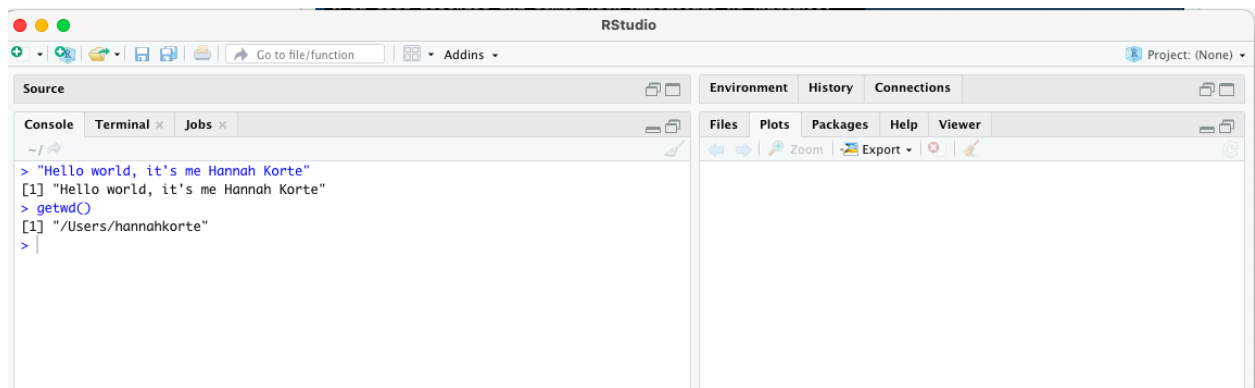 RStudio
Go to file/function
Addins
Project: (None)
Source
Console Terminal Jobs
~/
> "Hello world, it's me Hannah Korte"
[1] "Hello world, it's me Hannah Korte"
> getwd()
[1] "/Users/hannahkorte"
>
Environment History Connections
Files Plots Packages Help Viewer
Zoom Export